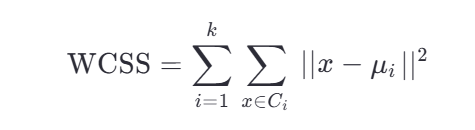 WCSS = \sum_{i=1}^{k} \sum_{x \in C_i} ||x - \mu_i||^2